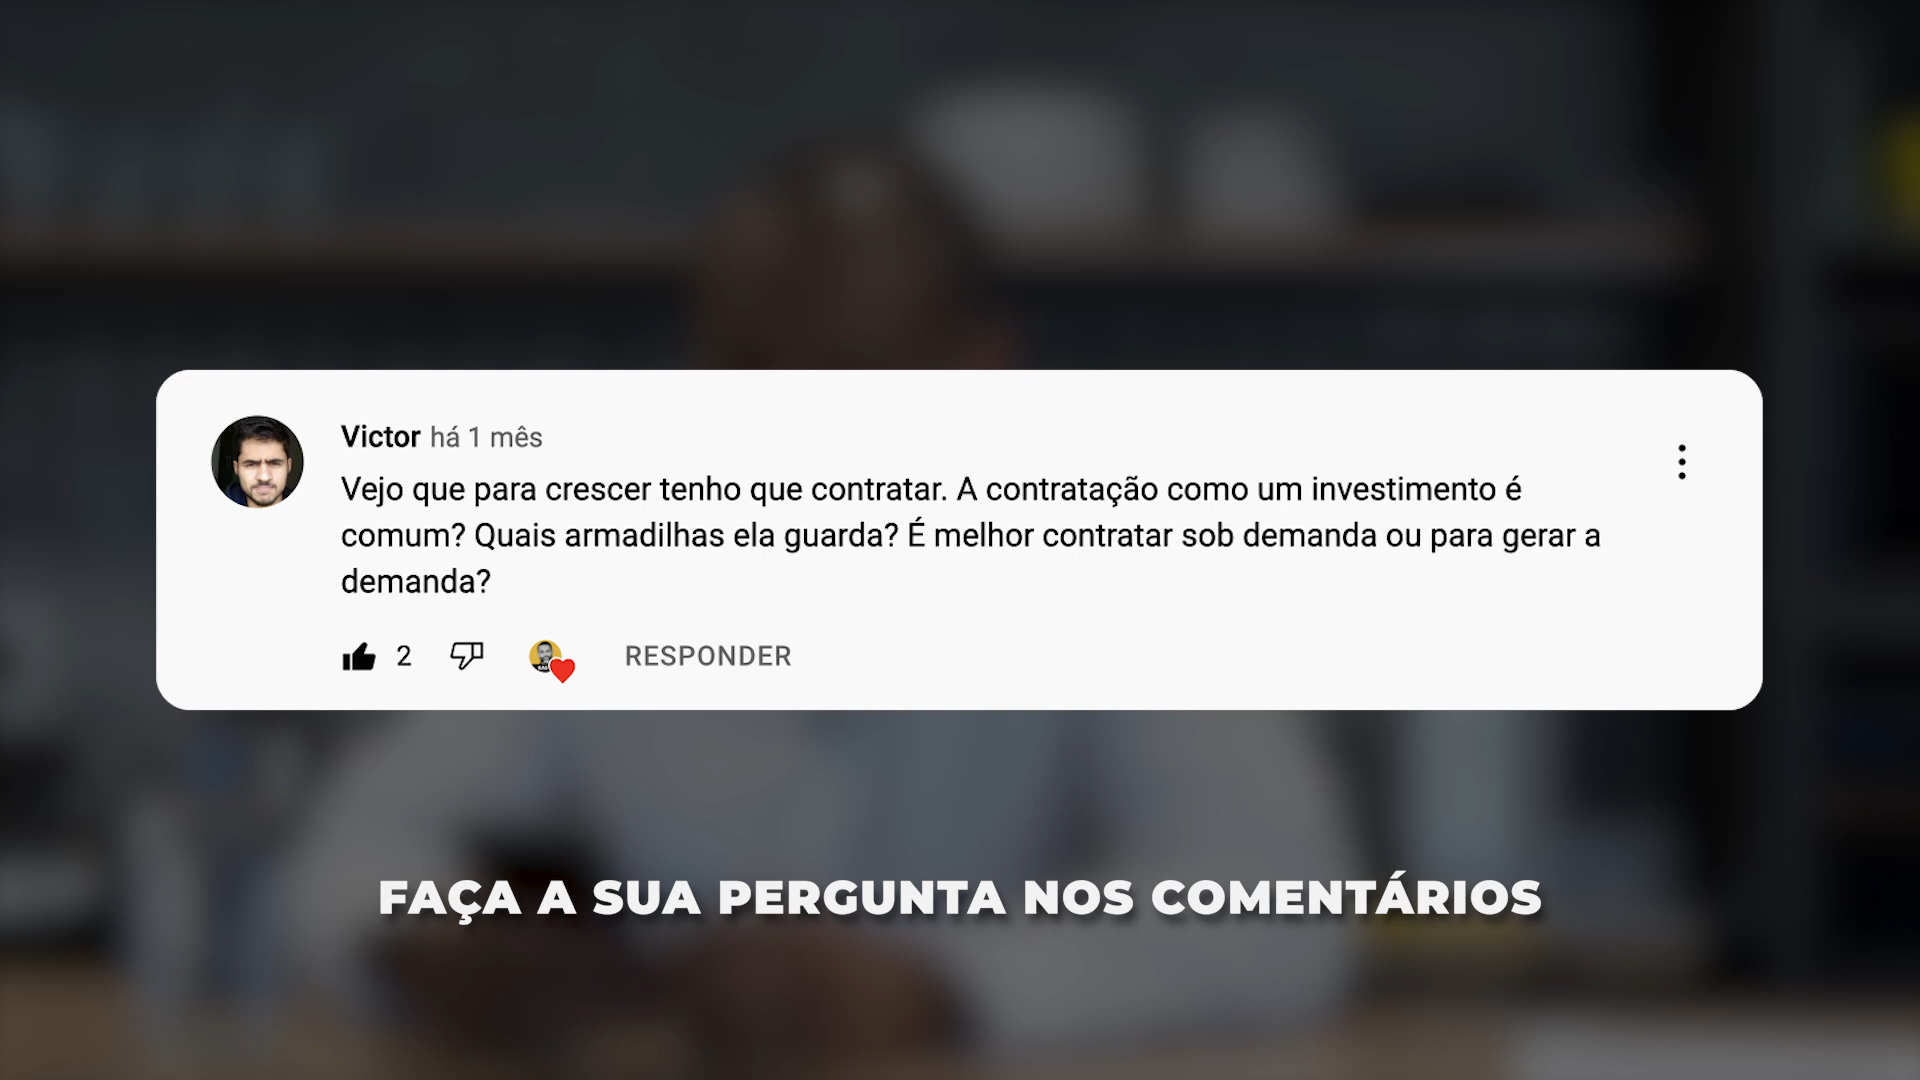 Victor há 1 mês
Vejo que para crescer tenho que contratar. A contratação como um investimento é
comum? Quais armadilhas ela guarda? É melhor contratar sob demanda ou para gerar a
demanda?
2 RESPONDER
FAÇA A SUA PERGUNTA NOS COMENTÁRIOS